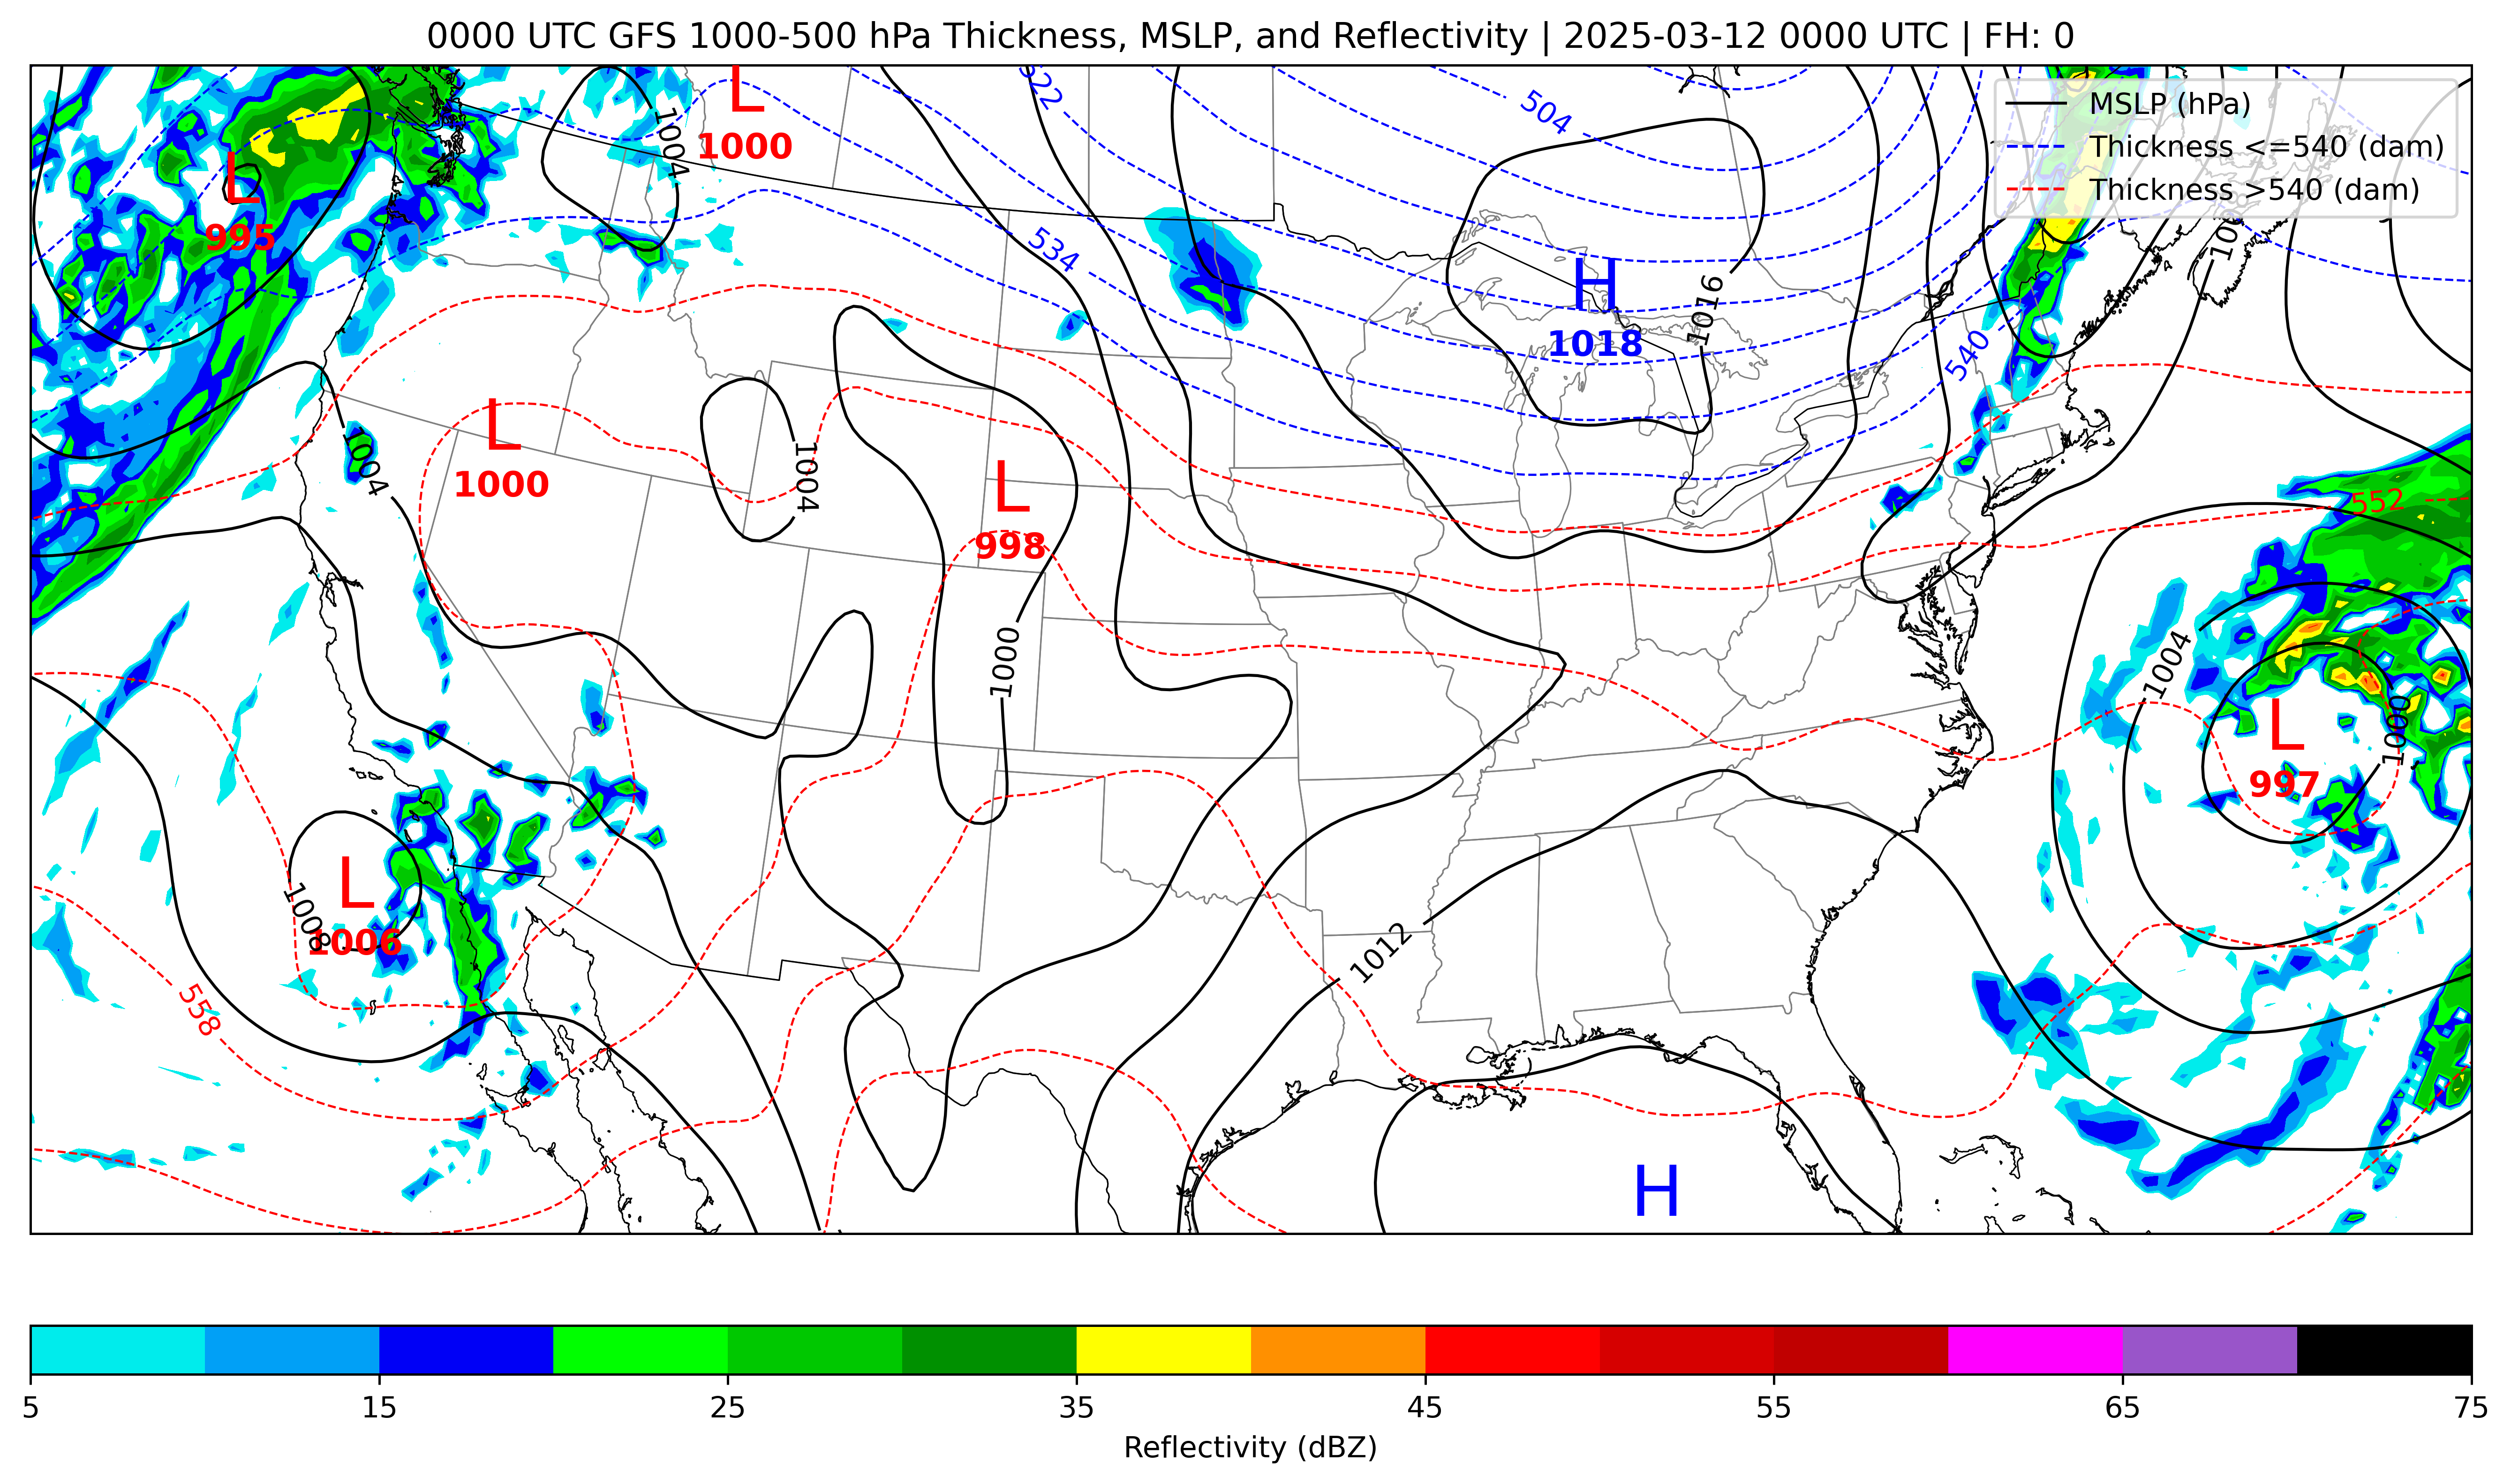 0000 UTC GFS 1000-500 hPa Thickness, MSLP, and Reflectivity | 2025-03-12 0000 UTC | FH: 0
MSLP (hPa)
Thickness <=540 (dam)
Thickness >540 (dam)
522
504
L
1000
1004
L
995
534
H
1018
1016
540
L
1000
1004
1004
L
998
552
1000
1004
L
997
1000
L
1006
1008
1012
558
H
5
15
25
35
45
55
65
75
Reflectivity (dBZ)